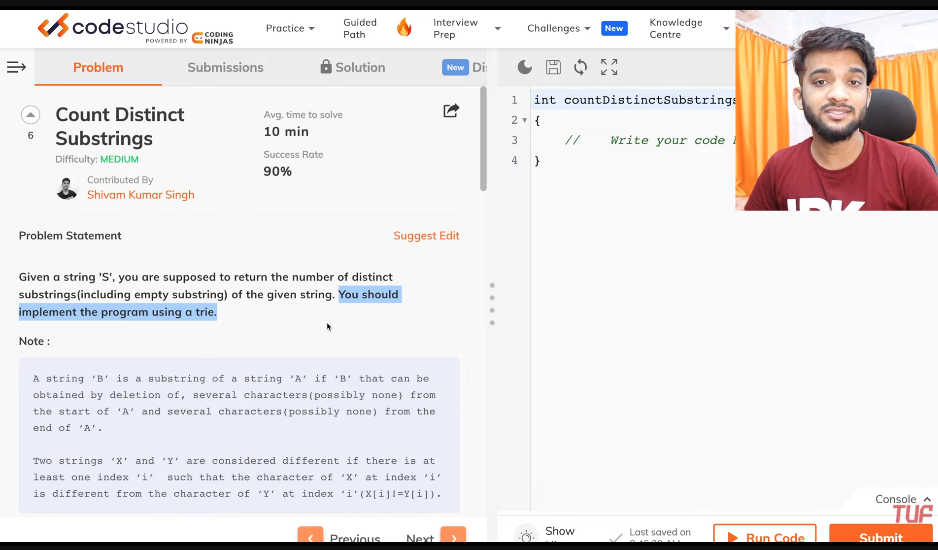 codestudio
POWERED BY CODING NINJAS
Practice
Guided Path
Interview Prep
Challenges
New
Knowledge Centre
Problem
Submissions
Solution
New
Dis
6
Count Distinct
Substrings
Difficulty: MEDIUM
Contributed By
Shivam Kumar Singh
Avg. time to solve
10 min
Success Rate
90%
Problem Statement
Suggest Edit
Given a string 'S', you are supposed to return the number of distinct
substrings(including empty substring) of the given string. You should
implement the program using a trie.
Note :
A string ‘B’ is a substring of a string ‘A’ if ‘B’ that can be
obtained by deletion of, several characters(possibly none) from
the start of ‘A’ and several characters(possibly none) from the
end of ‘A’.
Two strings ‘X’ and ‘Y’ are considered different if there is at
least one index ‘i’ such that the character of ‘X’ at index ‘i’
is different from the character of ‘Y’ at index ‘i’(X[i]!=Y[i]).
Previous
Next
1 int countDistinctSubstrings
2 {
3 // Write your code
4 }
Console
TUF
Show
Last saved on
Run Code
Submit